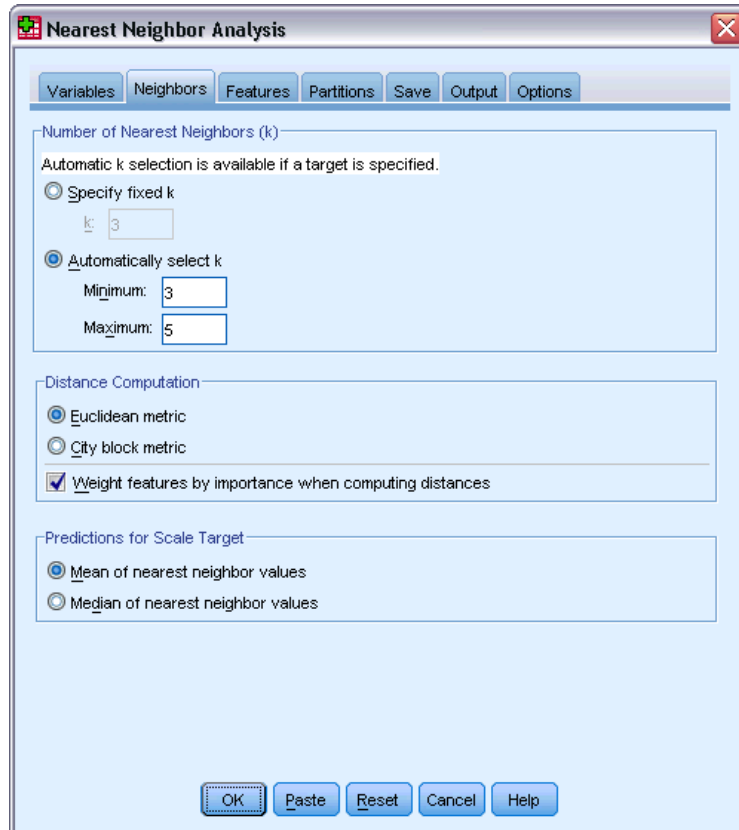 Nearest Neighbor Analysis
Variables Neighbors Features Partitions Save Output Options
Number of Nearest Neighbors (k)
Automatic k selection is available if a target is specified.
Specify fixed k
k: 3
Automatically select k
Minimum: 3
Maximum: 5
Distance Computation
Euclidean metric
City block metric
Weight features by importance when computing distances
Predictions for Scale Target
Mean of nearest neighbor values
Median of nearest neighbor values
OK Paste Reset Cancel Help